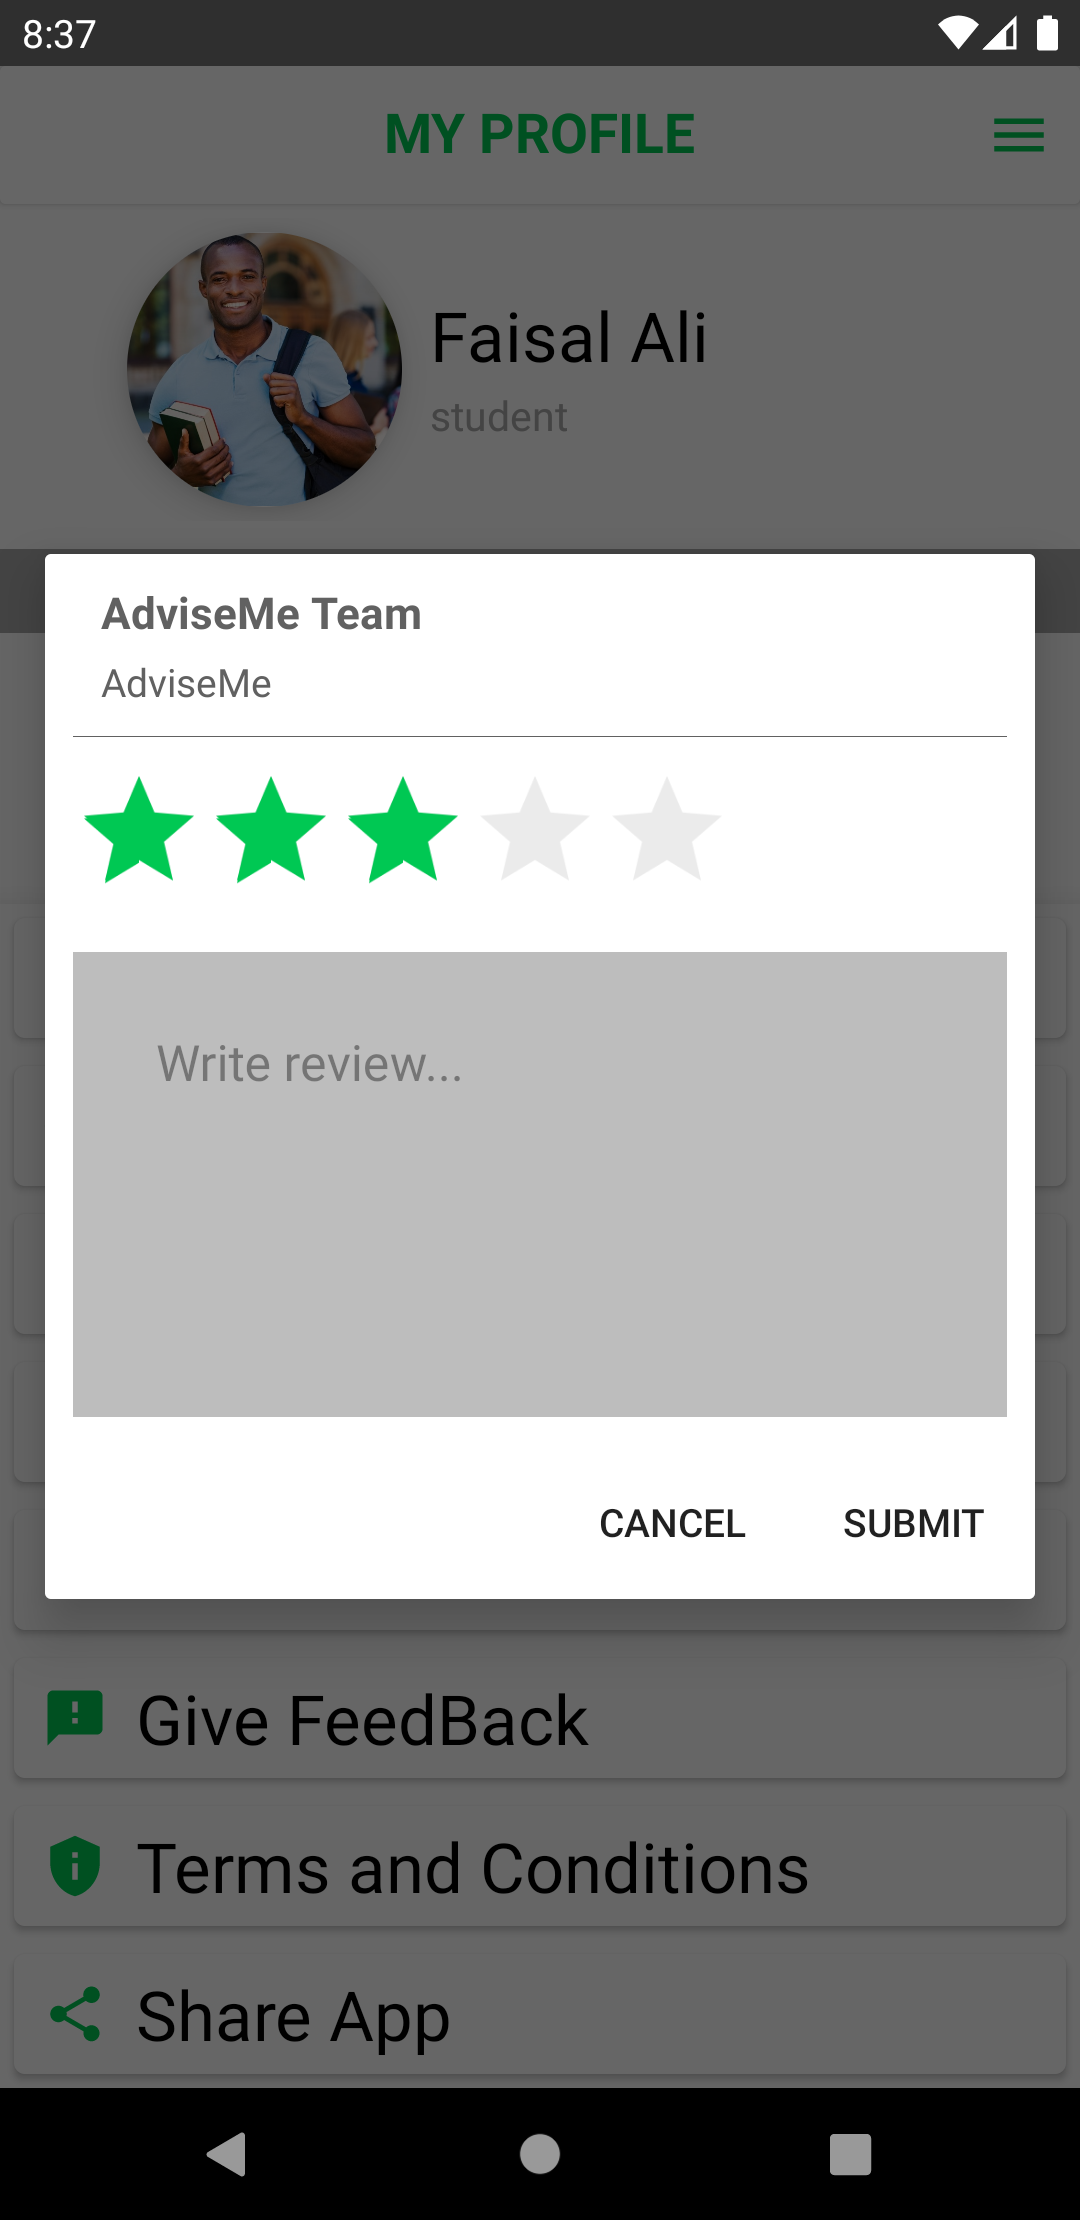 8:37
MY PROFILE
Faisal Ali
student
AdviseMe Team
AdviseMe
Write review...
CANCEL
SUBMIT
Give FeedBack
Terms and Conditions
Share App